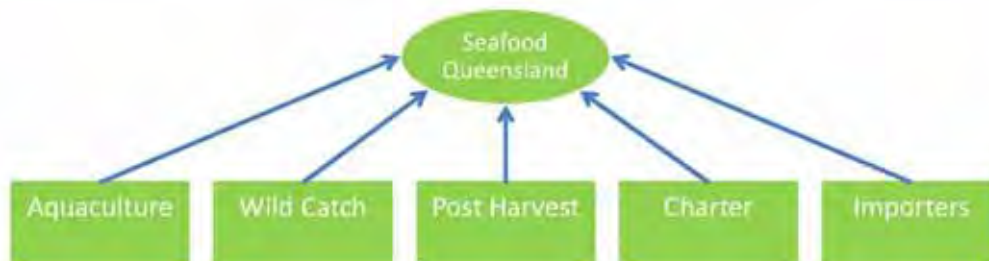 Seafood
Queensland
Aquaculture
Wild Catch
Post Harvest
Charter
Importers